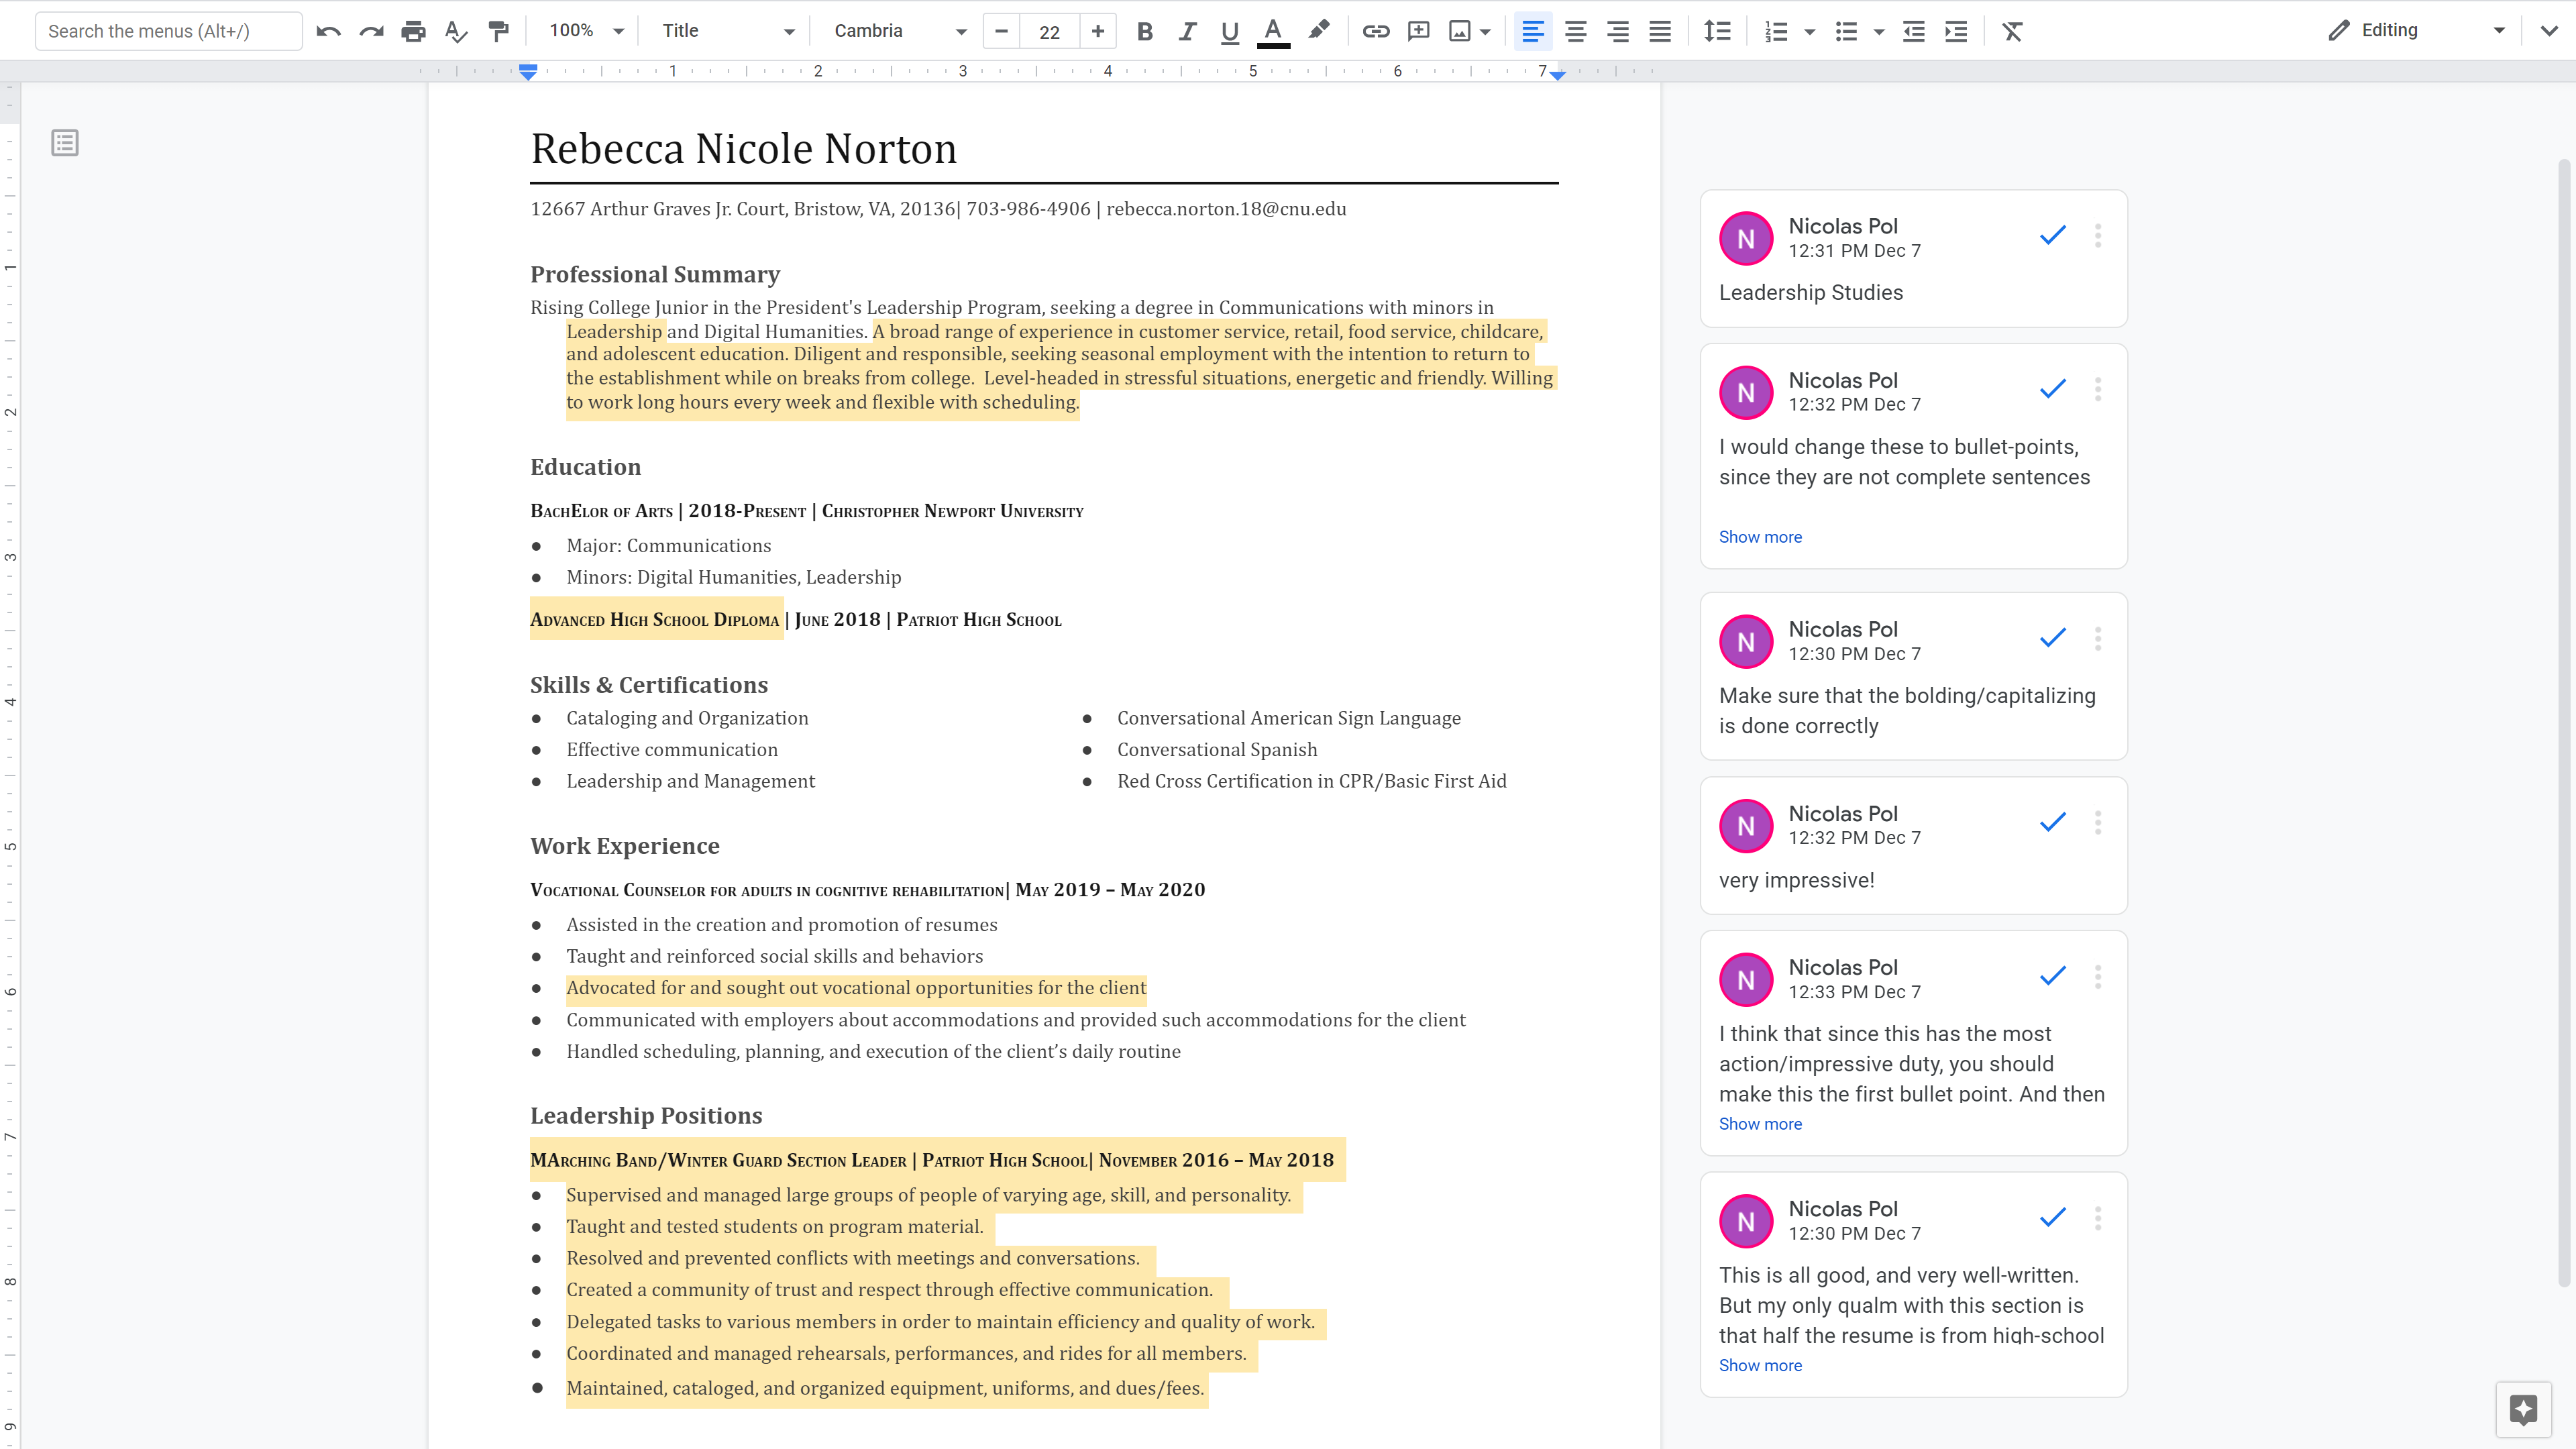 Search the menus (Alt+/)
100%
Title
Cambria
22
Editing
1 2 3 4 5 6 7
Rebecca Nicole Norton
12667 Arthur Graves Jr. Court, Bristow, VA, 20136| 703-986-4906 | rebecca.norton.18@cnu.edu
Professional Summary
Rising College Junior in the President's Leadership Program, seeking a degree in Communications with minors in
Leadership and Digital Humanities. A broad range of experience in customer service, retail, food service, childcare,
and adolescent education. Diligent and responsible, seeking seasonal employment with the intention to return to
the establishment while on breaks from college.  Level-headed in stressful situations, energetic and friendly. Willing
to work long hours every week and flexible with scheduling.
Education
BachElor of Arts | 2018-Present | Christopher Newport University
● Major: Communications
● Minors: Digital Humanities, Leadership
Advanced High School Diploma | June 2018 | Patriot High School
Skills & Certifications
● Cataloging and Organization
● Effective communication
● Leadership and Management
● Conversational American Sign Language
● Conversational Spanish
● Red Cross Certification in CPR/Basic First Aid
Work Experience
Vocational Counselor for adults in cognitive rehabilitation| May 2019 – May 2020
● Assisted in the creation and promotion of resumes
● Taught and reinforced social skills and behaviors
● Advocated for and sought out vocational opportunities for the client
● Communicated with employers about accommodations and provided such accommodations for the client
● Handled scheduling, planning, and execution of the client’s daily routine
Leadership Positions
MArching Band/Winter Guard Section Leader | Patriot High School| November 2016 – May 2018
● Supervised and managed large groups of people of varying age, skill, and personality.
● Taught and tested students on program material.
● Resolved and prevented conflicts with meetings and conversations.
● Created a community of trust and respect through effective communication.
● Delegated tasks to various members in order to maintain efficiency and quality of work.
● Coordinated and managed rehearsals, performances, and rides for all members.
● Maintained, cataloged, and organized equipment, uniforms, and dues/fees.
1
2
3
4
5
6
7
8
9
N
Nicolas Pol
12:31 PM Dec 7
Leadership Studies
N
Nicolas Pol
12:32 PM Dec 7
I would change these to bullet-points,
since they are not complete sentences
Show more
N
Nicolas Pol
12:30 PM Dec 7
Make sure that the bolding/capitalizing
is done correctly
N
Nicolas Pol
12:32 PM Dec 7
very impressive!
N
Nicolas Pol
12:33 PM Dec 7
I think that since this has the most
action/impressive duty, you should
make this the first bullet point. And then
Show more
N
Nicolas Pol
12:30 PM Dec 7
This is all good, and very well-written.
But my only qualm with this section is
that half the resume is from high-school
Show more